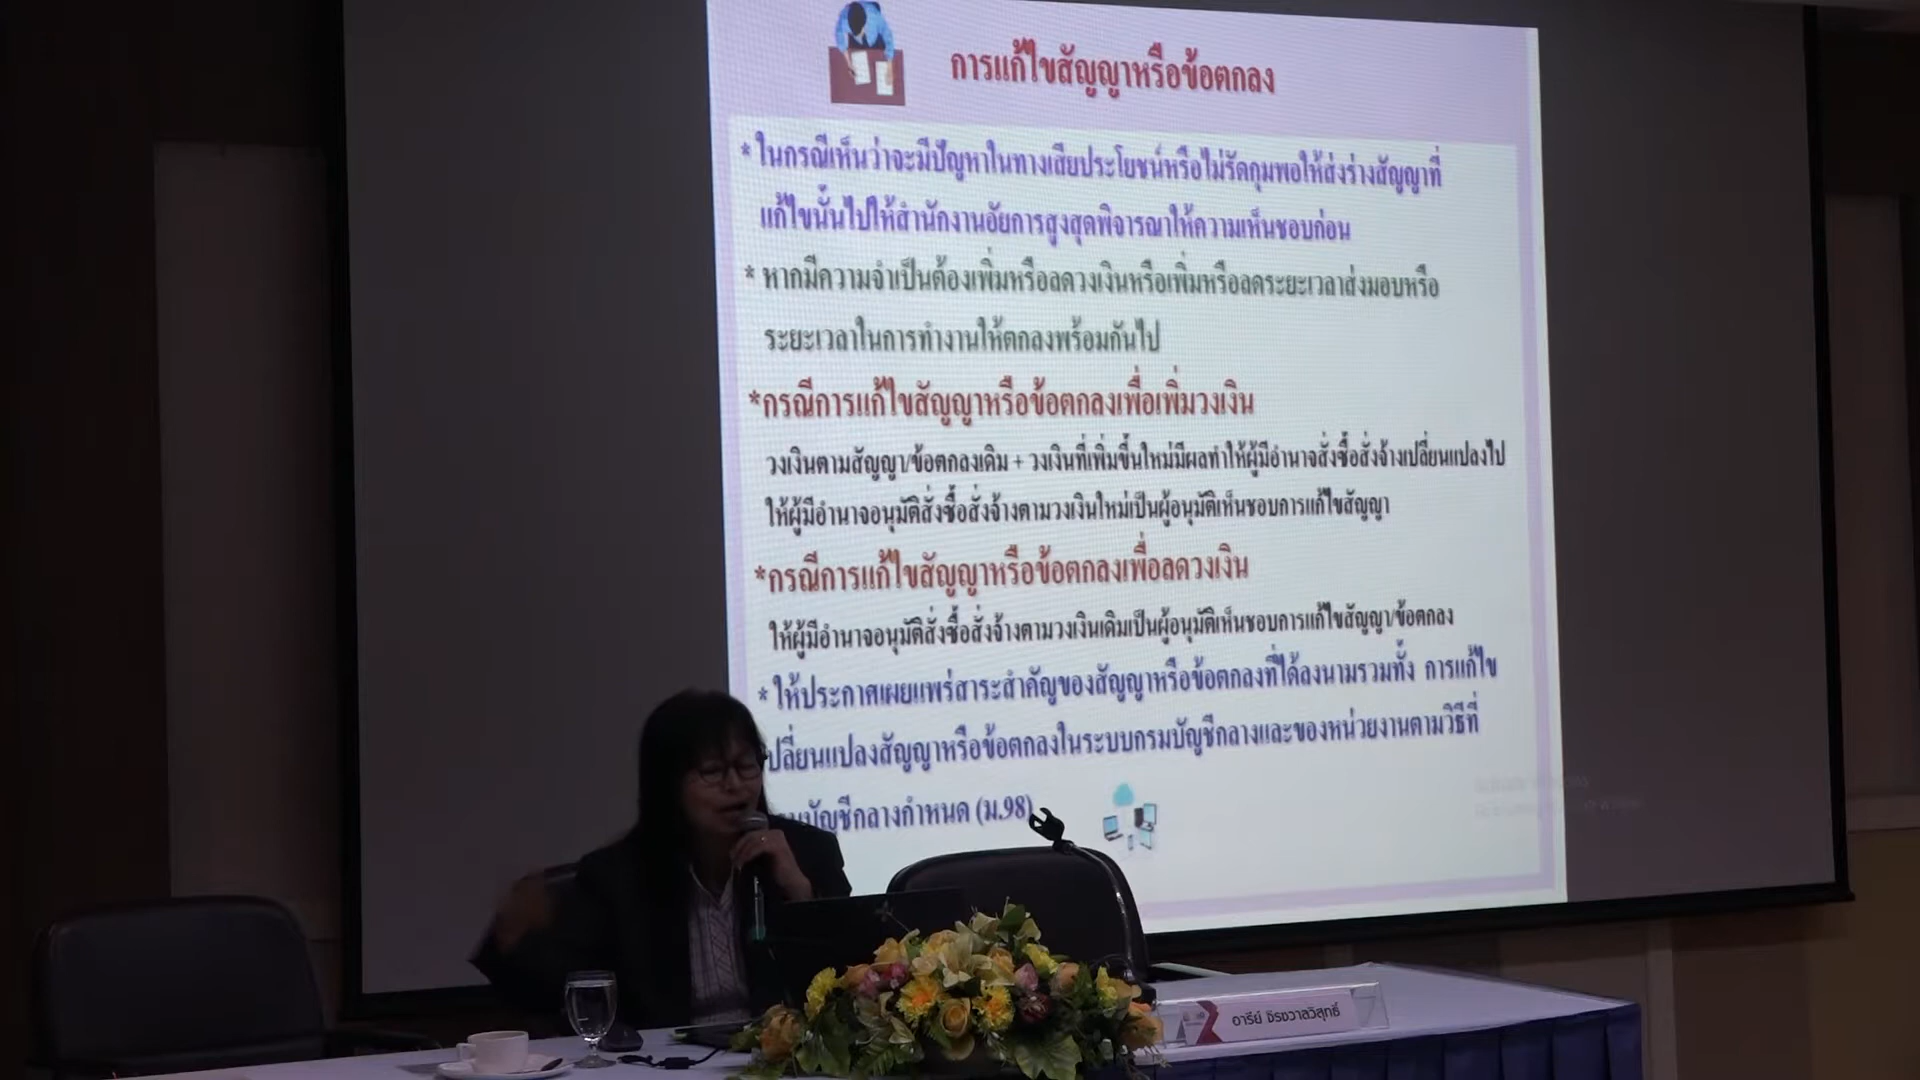 การแก้ไขสัญญาหรือข้อตกลง
* ในกรณีเห็นว่าจะมีปัญหาในทางเสียประโยชน์หรือไม่รัดกุมพอให้ส่งร่างสัญญาที่
แก้ไขนั้นไปให้สำนักงานอัยการสูงสุดพิจารณาให้ความเห็นชอบก่อน
* หากมีความจำเป็นต้องเพิ่มหรือลดวงเงินหรือเพิ่มหรือลดระยะเวลาส่งมอบหรือ
ระยะเวลาในการทำงานให้ตกลงพร้อมกันไป
*กรณีการแก้ไขสัญญาหรือข้อตกลงเพื่อเพิ่มวงเงิน
วงเงินตามสัญญา/ข้อตกลงเดิม + วงเงินที่เพิ่มขึ้นใหม่มีผลทำให้ผู้มีอำนาจสั่งซื้อสั่งจ้างเปลี่ยนแปลงไป
ให้ผู้มีอำนาจอนุมัติสั่งซื้อสั่งจ้างตามวงเงินใหม่เป็นผู้อนุมัติเห็นชอบการแก้ไขสัญญา
*กรณีการแก้ไขสัญญาหรือข้อตกลงเพื่อลดวงเงิน
ให้ผู้มีอำนาจอนุมัติสั่งซื้อสั่งจ้างตามวงเงินเดิมเป็นผู้อนุมัติเห็นชอบการแก้ไขสัญญา/ข้อตกลง
* ให้ประกาศเผยแพร่สาระสำคัญของสัญญาหรือข้อตกลงที่ได้ลงนามรวมทั้ง การแก้ไข
ปลี่ยนแปลงสัญญาหรือข้อตกลงในระบบกรมบัญชีกลางและของหน่วยงานตามวิธีที่
มบัญชีกลางกำหนด (ม.98)
อารีย์ จิรชวาลวิสุทธิ์